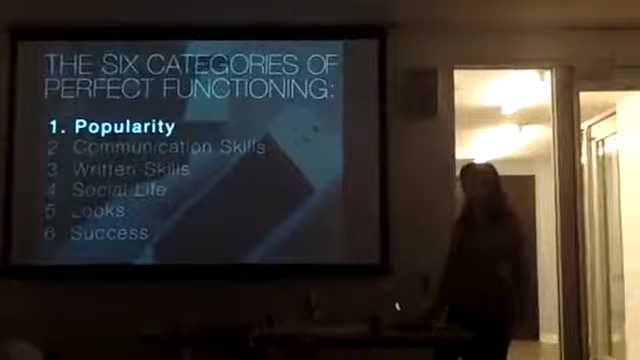 THE SIX CATEGORIES OF
PERFECT FUNCTIONING:
1. Popularity
2 Communication Skills
3 Written Skills
4 Social Life
5 Looks
6 Success